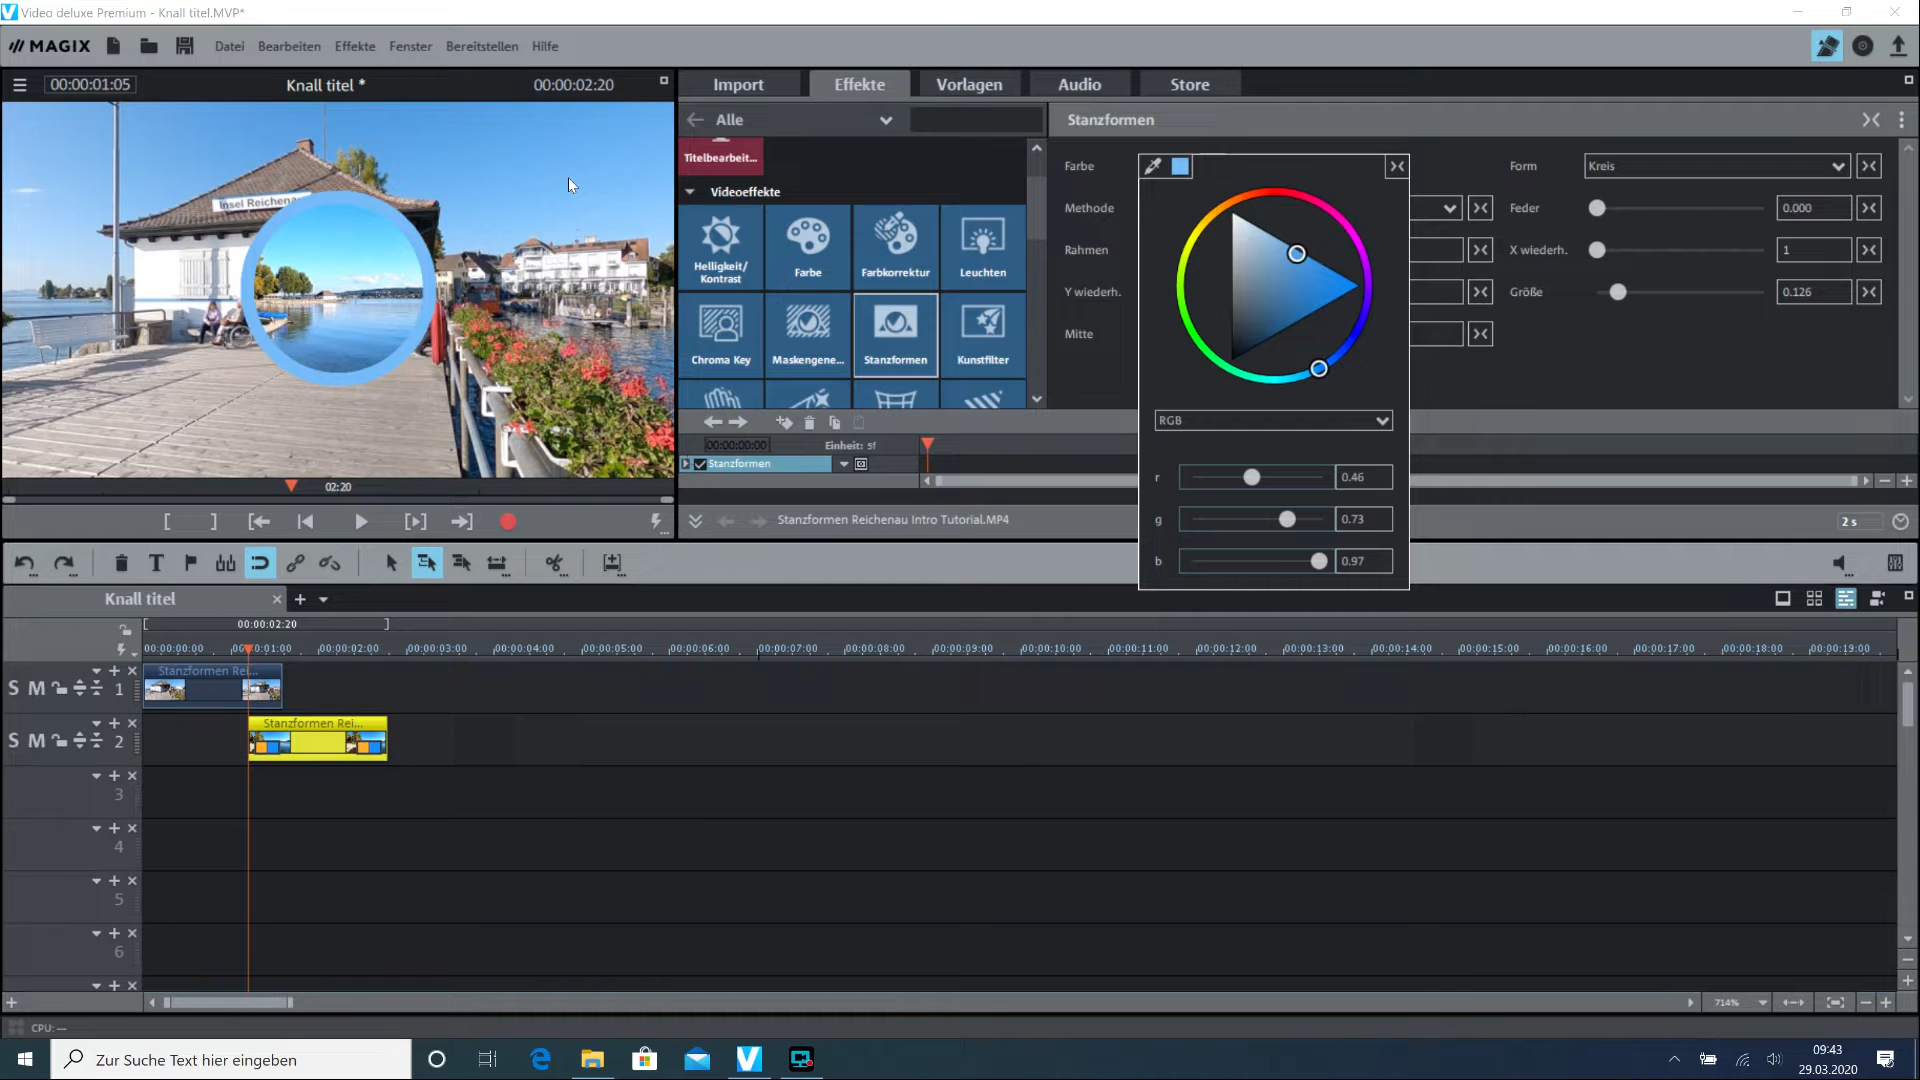 Video deluxe Premium - Knall titel.MVP*
MAGIX Datei Bearbeiten Effekte Fenster Bereitstellen Hilfe
00:00:01:05 Knall titel * 00:00:02:20
Import Effekte Vorlagen Audio Store
Alle
Stanzformen
Titelbearbeit...
Videoeffekte
Helligkeit/
Kontrast
Farbe
Farbkorrektur
Leuchten
Chroma Key
Maskengene...
Stanzformen
Kunstfilter
Farbe
Form Kreis
Methode
Feder 0.000
Rahmen
X wiederh. 1
Y wiederh.
Größe 0.126
Mitte
RGB
r 0.46
g 0.73
b 0.97
Insel Reichenau
00:00:00:00 Einheit: 5f
Stanzformen
02:20
Stanzformen Reichenau Intro Tutorial.MP4
2 s
Knall titel
00:00:02:20
00:00:00:00 00:00:01:00 00:00:02:00 00:00:03:00 00:00:04:00 00:00:05:00 00:00:06:00 00:00:07:00 00:00:08:00 00:00:09:00 00:00:10:00 00:00:11:00 00:00:12:00 00:00:13:00 00:00:14:00 00:00:15:00 00:00:16:00 00:00:17:00 00:00:18:00 00:00:19:00
Stanzformen Rei...
S M 1
Stanzformen Rei...
S M 2
3
4
5
6
714%
CPU: —
Zur Suche Text hier eingeben
09:43
29.03.2020